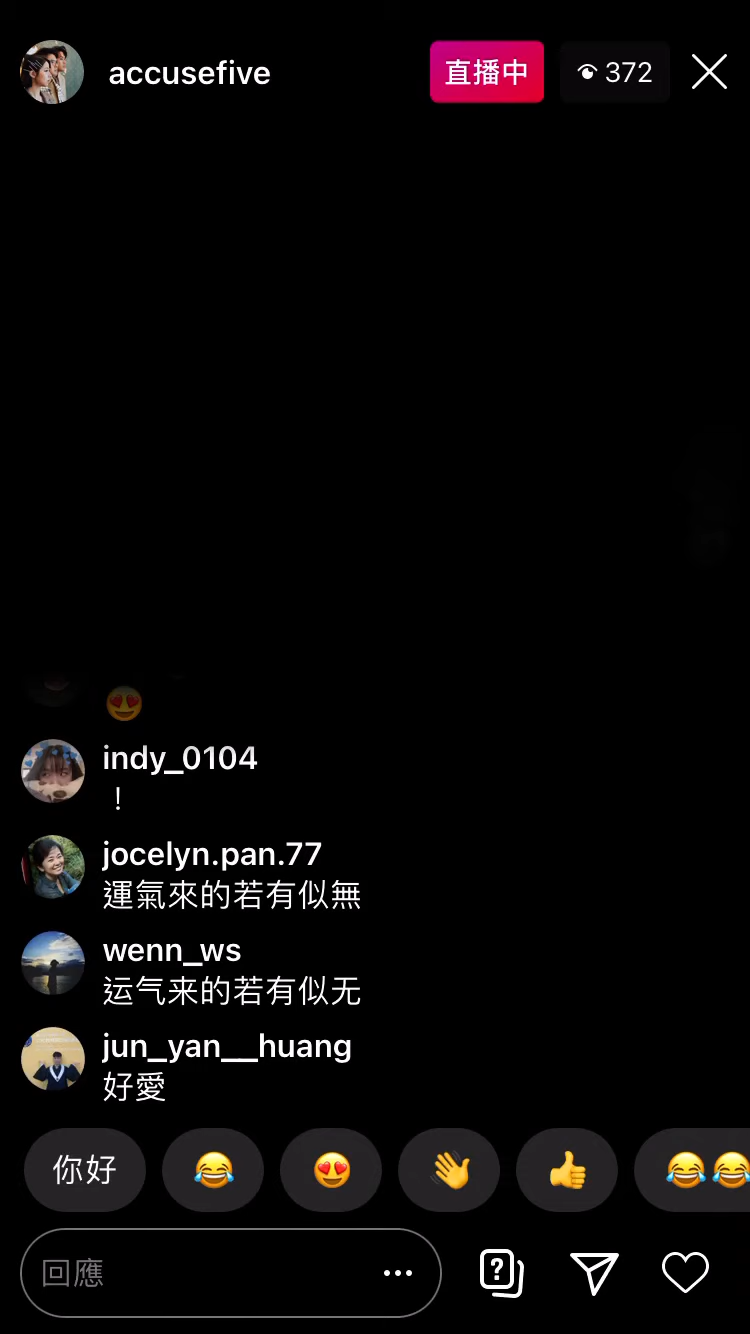 accusefive
直播中
372
😍
indy_0104
！
jocelyn.pan.77
運氣來的若有似無
wenn_ws
运气来的若有似无
jun_yan__huang
好愛
你好 😂 😍 👋 👍 😂😂
回應